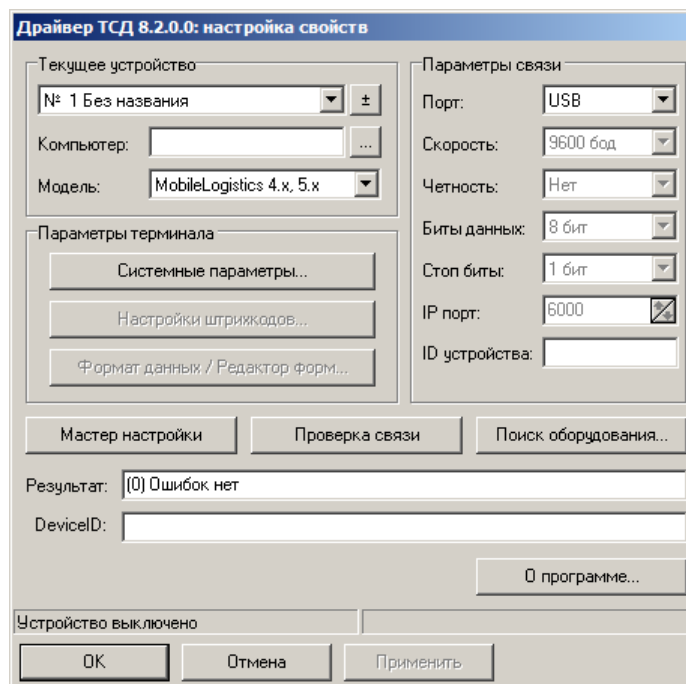 Драйвер ТСД 8.2.0.0: настройка свойств
Текущее устройство
№ 1 Без названия
±
Компьютер:
...
Модель:
MobileLogistics 4.x, 5.x
Параметры терминала
Системные параметры...
Настройки штрихкодов...
Формат данных / Редактор форм...
Параметры связи
Порт:
USB
Скорость:
9600 бод
Четность:
Нет
Биты данных:
8 бит
Стоп биты:
1 бит
IP порт:
6000
ID устройства:
Мастер настройки
Проверка связи
Поиск оборудования...
Результат:
(0) Ошибок нет
DeviceID:
О программе...
Устройство выключено
OK
Отмена
Применить